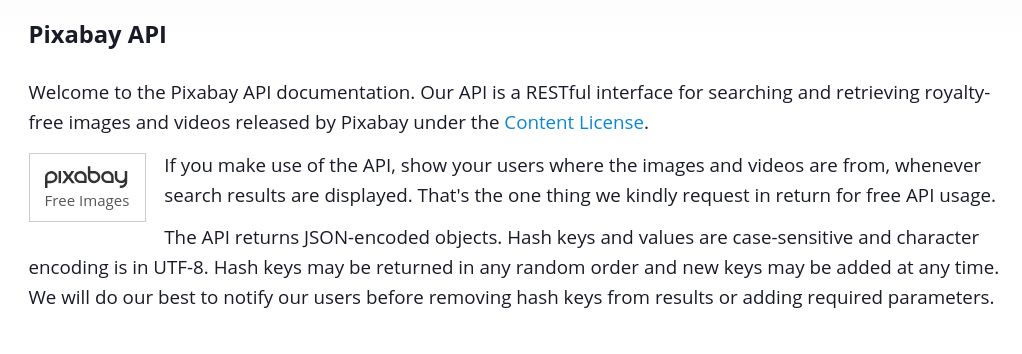 Pixabay API
Welcome to the Pixabay API documentation. Our API is a RESTful interface for searching and retrieving royalty-
free images and videos released by Pixabay under the Content License.
pixabay
Free Images
If you make use of the API, show your users where the images and videos are from, whenever
search results are displayed. That's the one thing we kindly request in return for free API usage.
The API returns JSON-encoded objects. Hash keys and values are case-sensitive and character
encoding is in UTF-8. Hash keys may be returned in any random order and new keys may be added at any time.
We will do our best to notify our users before removing hash keys from results or adding required parameters.